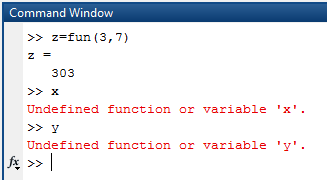 Command Window
>> z=fun(3,7)
z =
303
>> x
Undefined function or variable 'x'.
>> y
Undefined function or variable 'y'.
fx >>